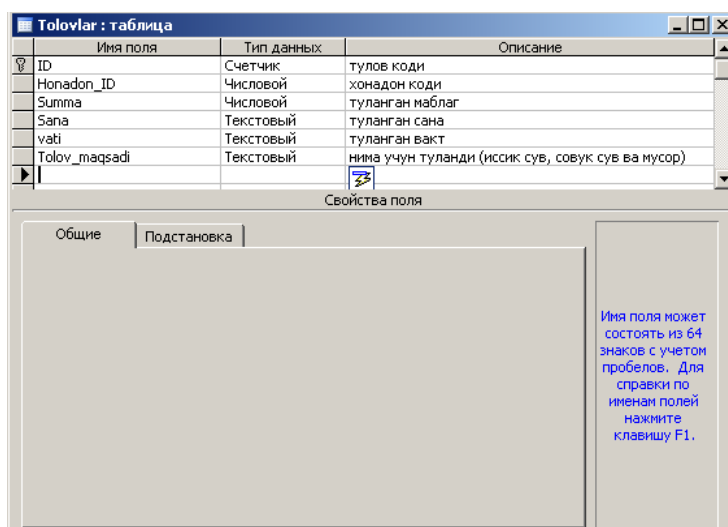 Tolovlar : таблица
Имя поля Тип данных Описание
ID Счетчик тулов коди
Honadon_ID Числовой хонадон коди
Summa Числовой туланган маблаг
Sana Текстовый туланган сана
vati Текстовый туланган вакт
Tolov_maqsadi Текстовый нима учун туланди (иссик сув, совук сув ва мусор)
Свойства поля
Общие Подстановка
Имя поля может
состоять из 64
знаков с учетом
пробелов. Для
справки по
именам полей
нажмите
клавишу F1.